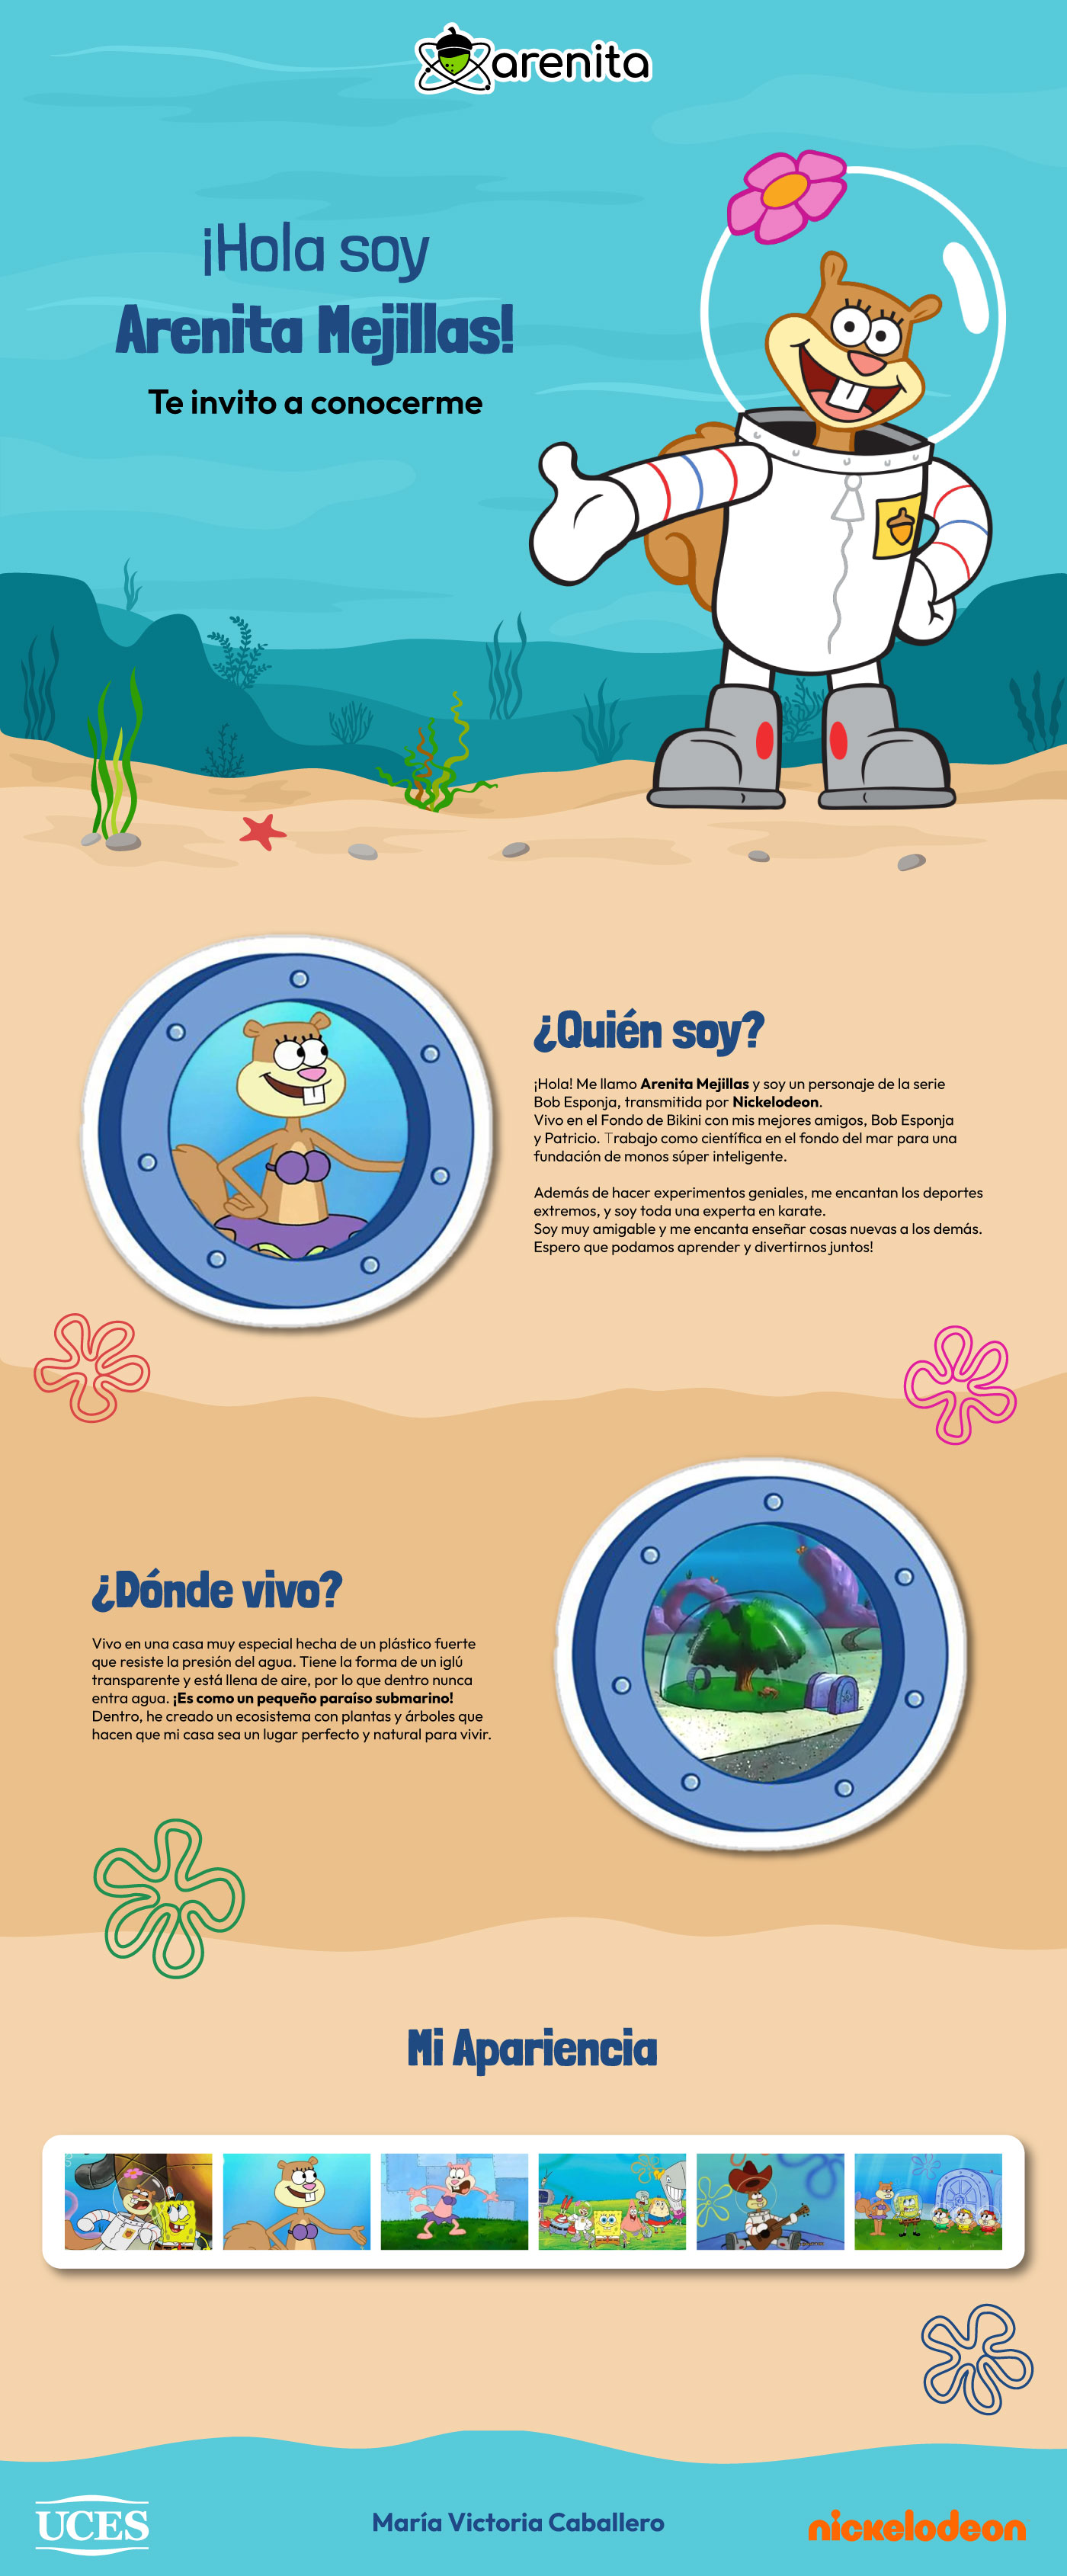 arenita
¡Hola soy
Arenita Mejillas!
Te invito a conocerme
¿Quién soy?
¡Hola! Me llamo Arenita Mejillas y soy un personaje de la serie
Bob Esponja, transmitida por Nickelodeon.
Vivo en el Fondo de Bikini con mis mejores amigos, Bob Esponja
y Patricio. Trabajo como científica en el fondo del mar para una
fundación de monos súper inteligente.
Además de hacer experimentos geniales, me encantan los deportes
extremos, y soy toda una experta en karate.
Soy muy amigable y me encanta enseñar cosas nuevas a los demás.
Espero que podamos aprender y divertirnos juntos!
¿Dónde vivo?
Vivo en una casa muy especial hecha de un plástico fuerte
que resiste la presión del agua. Tiene la forma de un iglú
transparente y está llena de aire, por lo que dentro nunca
entra agua. ¡Es como un pequeño paraíso submarino!
Dentro, he creado un ecosistema con plantas y árboles que
hacen que mi casa sea un lugar perfecto y natural para vivir.
Mi Apariencia
UCES
María Victoria Caballero
nickelodeon